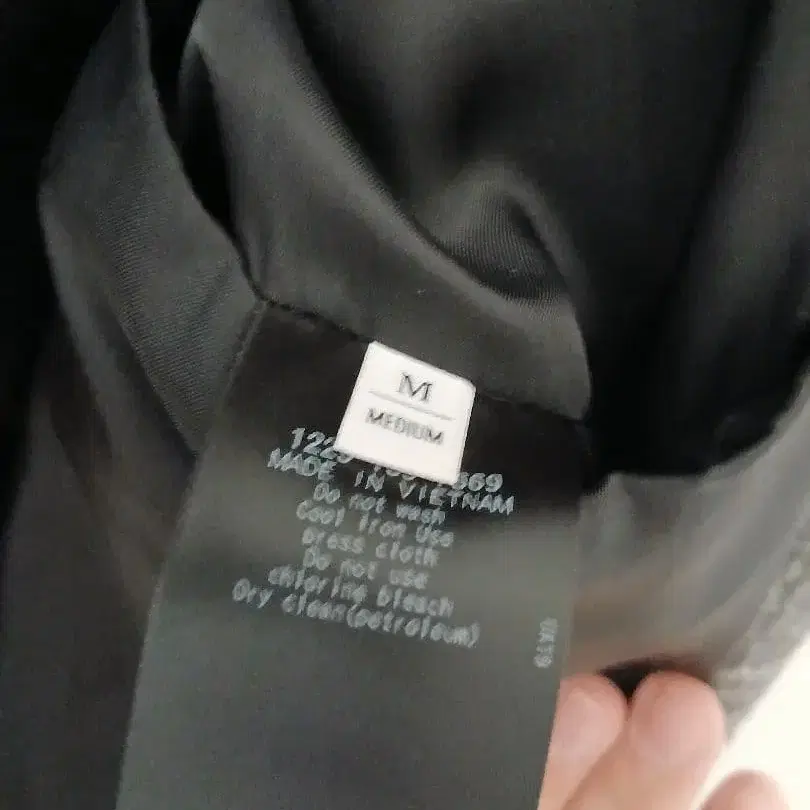 M
MEDIUM
MADE IN VIETNAM
Do not wash
Cool Iron Use
press cloth
Do not use
chlorine bleach
Dry clean(petroleum)